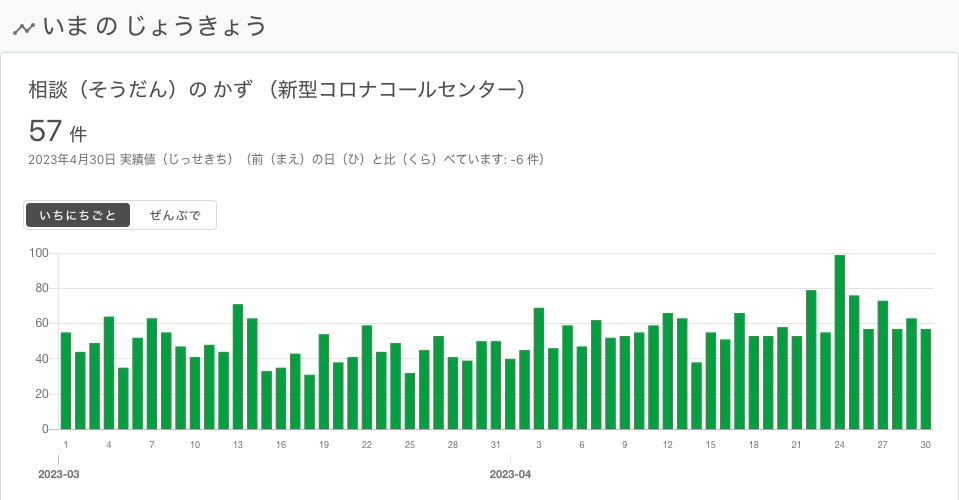 いま の じょうきょう
相談（そうだん）の かず （新型コロナコールセンター）
57 件
2023年4月30日 実績値（じっせきち）（前（まえ）の日（ひ）と比（くら）べています: -6 件）
いちにちごと ぜんぶで
100
80
60
40
20
0
1 4 7 10 13 16 19 22 25 28 31 3 6 9 12 15 18 21 24 27 30
2023-03 2023-04